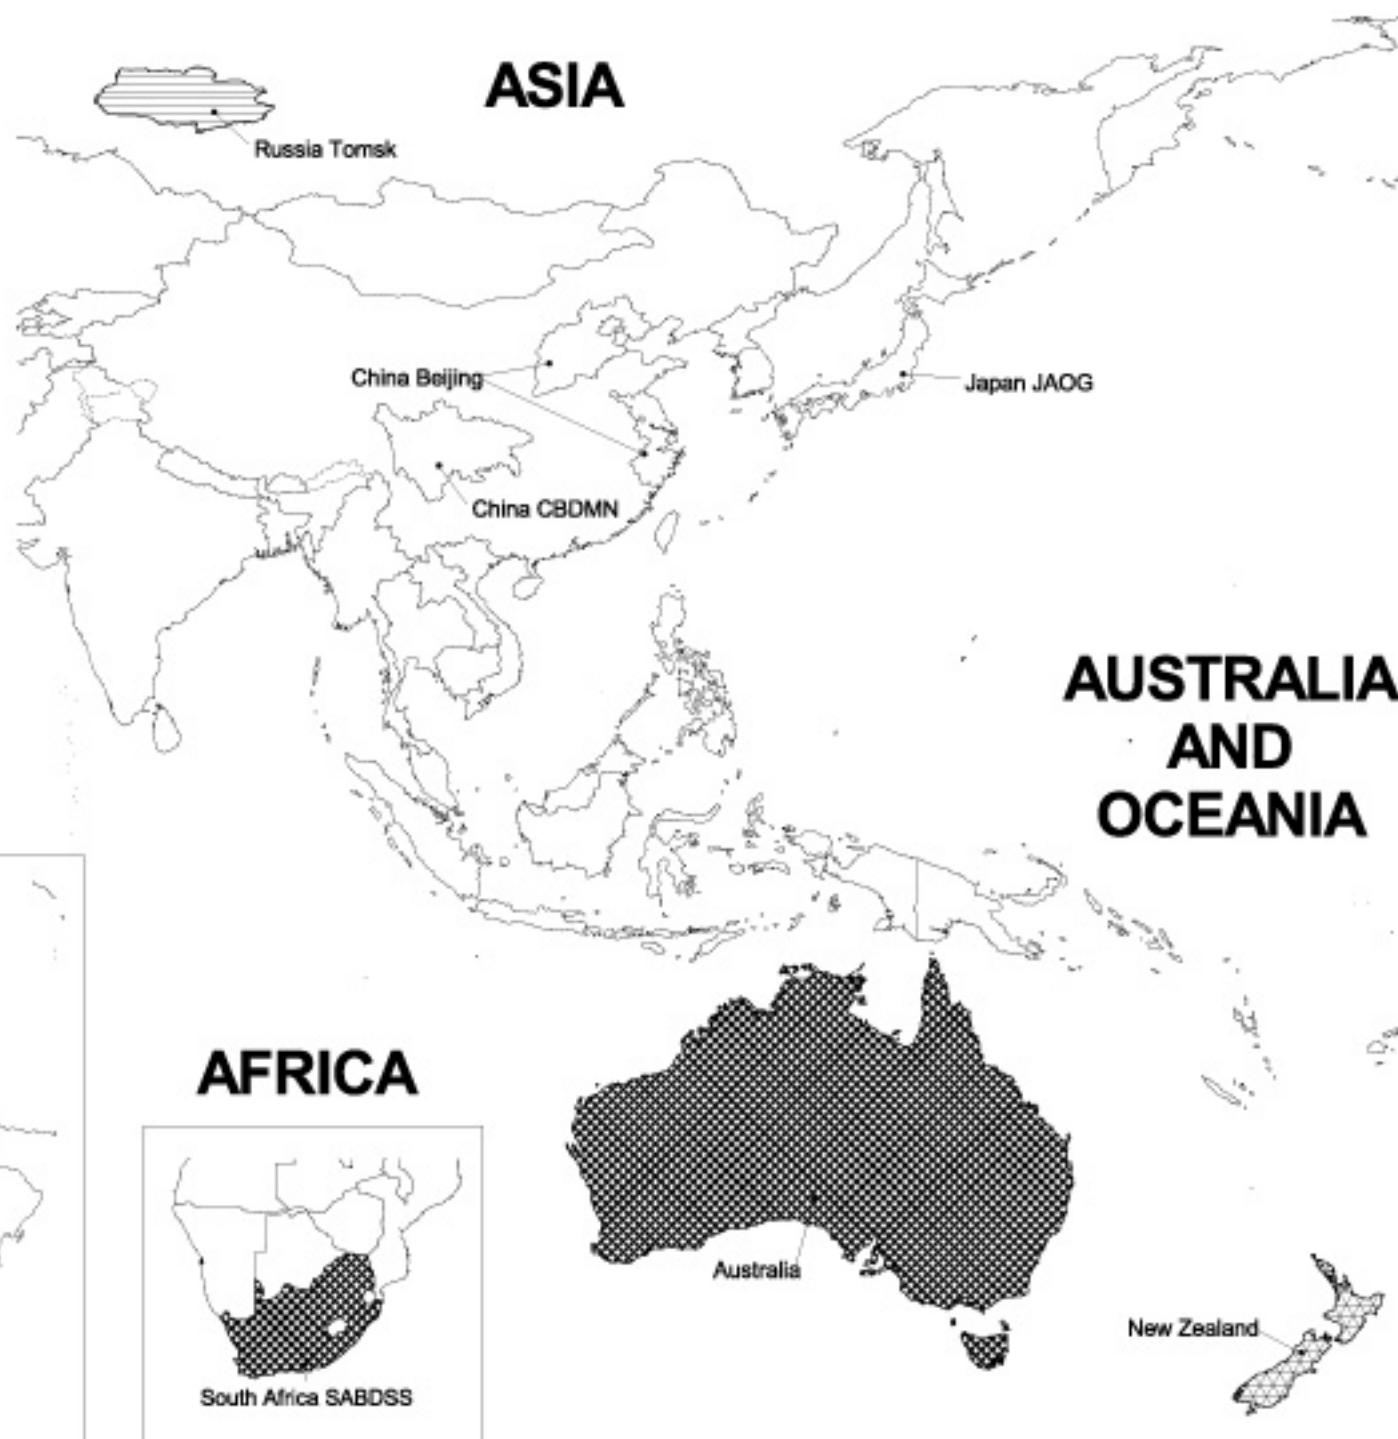 ASIA
Russia Tomsk
China Beijing
Japan JAOG
China CBDMN
AUSTRALIA
AND
OCEANIA
AFRICA
Australia
New Zealand
South Africa SABDSS